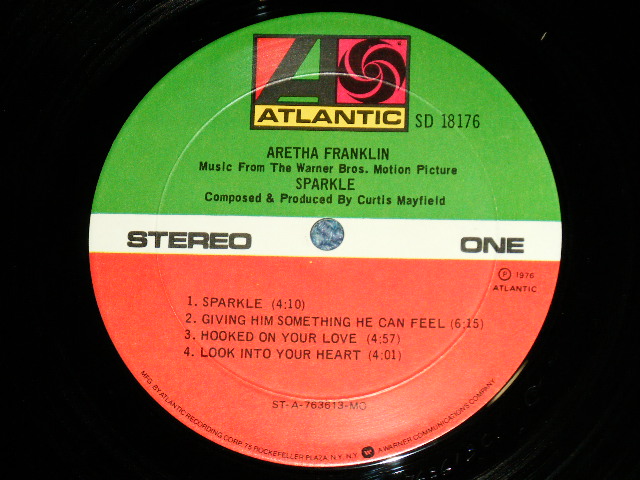 ATLANTIC
SD 18176
ARETHA FRANKLIN
Music From The Warner Bros. Motion Picture
SPARKLE
Composed & Produced By Curtis Mayfield
STEREO ONE
℗ 1976
ATLANTIC
1. SPARKLE (4:10)
2. GIVING HIM SOMETHING HE CAN FEEL (6:15)
3. HOOKED ON YOUR LOVE (4:57)
4. LOOK INTO YOUR HEART (4:01)
ST-A-763613-MG
MFG. BY ATLANTIC RECORDING CORP. 75 ROCKEFELLER PLAZA, N.Y. N.Y. A WARNER COMMUNICATIONS COMPANY